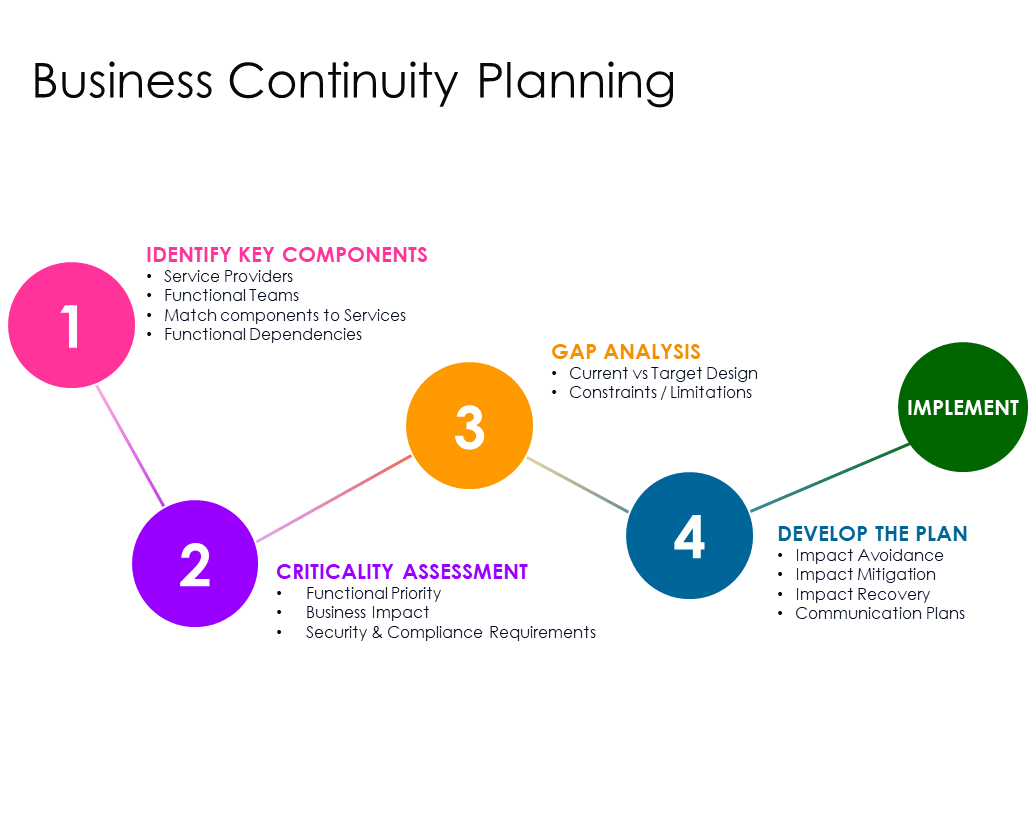 Business Continuity Planning
1
IDENTIFY KEY COMPONENTS
• Service Providers
• Functional Teams
• Match components to Services
• Functional Dependencies
2
CRITICALITY ASSESSMENT
• Functional Priority
• Business Impact
• Security & Compliance Requirements
3
GAP ANALYSIS
• Current vs Target Design
• Constraints / Limitations
4
DEVELOP THE PLAN
• Impact Avoidance
• Impact Mitigation
• Impact Recovery
• Communication Plans
IMPLEMENT